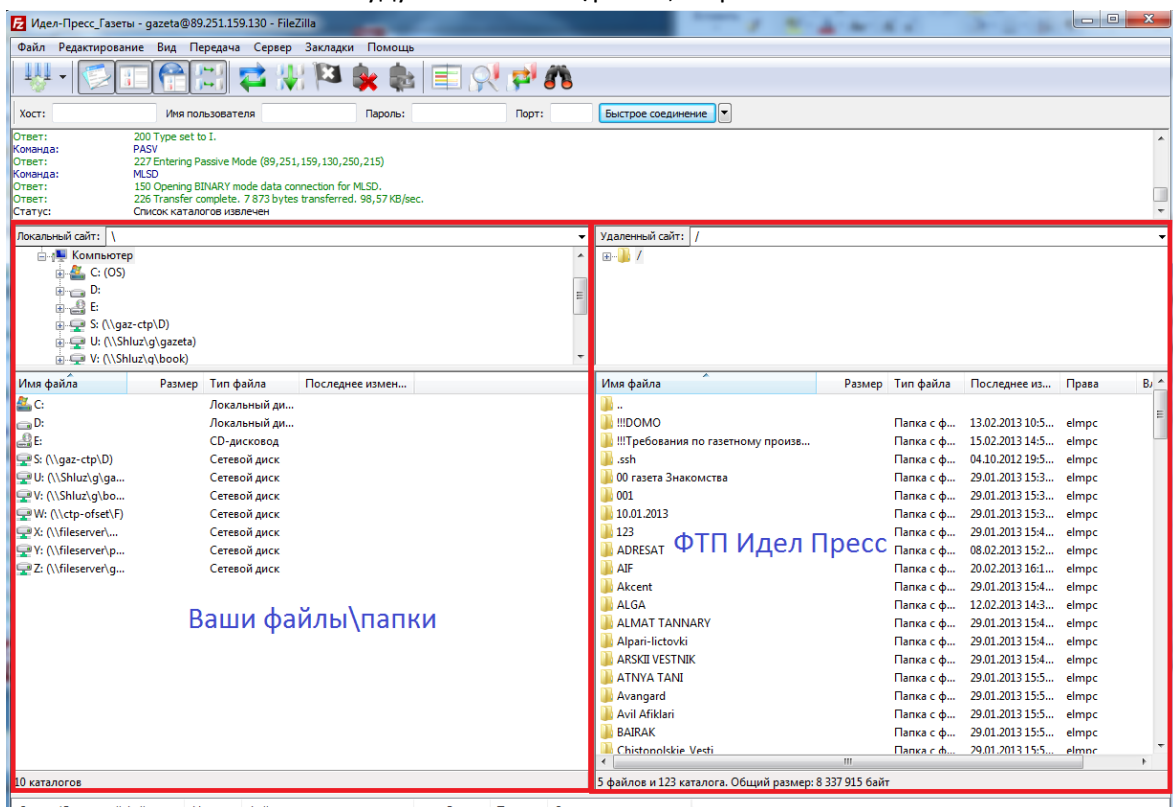 Идел-Пресс_Газеты - gazeta@89.251.159.130 - FileZilla
Файл Редактирование Вид Передача Сервер Закладки Помощь
Хост: Имя пользователя Пароль: Порт: Быстрое соединение
Ответ: 200 Type set to I.
Команда: PASV
Ответ: 227 Entering Passive Mode (89,251,159,130,250,215)
Команда: MLSD
Ответ: 150 Opening BINARY mode data connection for MLSD.
Ответ: 226 Transfer complete. 7 873 bytes transferred. 98,57 KB/sec.
Статус: Список каталогов извлечен
Локальный сайт: \
Компьютер
C: (OS)
D:
E:
S: (\\gaz-ctp\D)
U: (\\Shluz\g\gazeta)
V: (\\Shluz\g\book)
Имя файла Размер Тип файла Последнее измен...
C: Локальный ди...
D: Локальный ди...
E: CD-дисковод
S: (\\gaz-ctp\D) Сетевой диск
U: (\\Shluz\g\ga... Сетевой диск
V: (\\Shluz\g\bo... Сетевой диск
W: (\\ctp-ofset\F) Сетевой диск
X: (\\fileserver\... Сетевой диск
Y: (\\fileserver\p... Сетевой диск
Z: (\\fileserver\g... Сетевой диск
Ваши файлы\папки
10 каталогов
Удаленный сайт: /
/
Имя файла Размер Тип файла Последнее из... Права
..
!!!DOMO Папка с ф... 13.02.2013 10:5... elmpc
!!!Требования по газетному произв... Папка с ф... 15.02.2013 14:5... elmpc
.ssh Папка с ф... 04.10.2012 19:5... elmpc
00 газета Знакомства Папка с ф... 29.01.2013 15:3... elmpc
001 Папка с ф... 29.01.2013 15:3... elmpc
10.01.2013 Папка с ф... 29.01.2013 15:3... elmpc
123 Папка с ф... 29.01.2013 15:4... elmpc
ADRESAT Папка с ф... 08.02.2013 15:2... elmpc
ФТП Идел Пресс
AIF Папка с ф... 20.02.2013 16:1... elmpc
Akcent Папка с ф... 29.01.2013 15:4... elmpc
ALGA Папка с ф... 12.02.2013 14:3... elmpc
ALMAT TANNARY Папка с ф... 29.01.2013 15:4... elmpc
Alpari-lictovki Папка с ф... 29.01.2013 15:4... elmpc
ARSKII VESTNIK Папка с ф... 29.01.2013 15:4... elmpc
ATNYA TANI Папка с ф... 29.01.2013 15:5... elmpc
Avangard Папка с ф... 29.01.2013 15:5... elmpc
Avil Afiklari Папка с ф... 29.01.2013 15:5... elmpc
BAIRAK Папка с ф... 29.01.2013 15:5... elmpc
Chistopolskie_Vesti Папка с ф... 29.01.2013 15:5... elmpc
5 файлов и 123 каталога. Общий размер: 8 337 915 байт